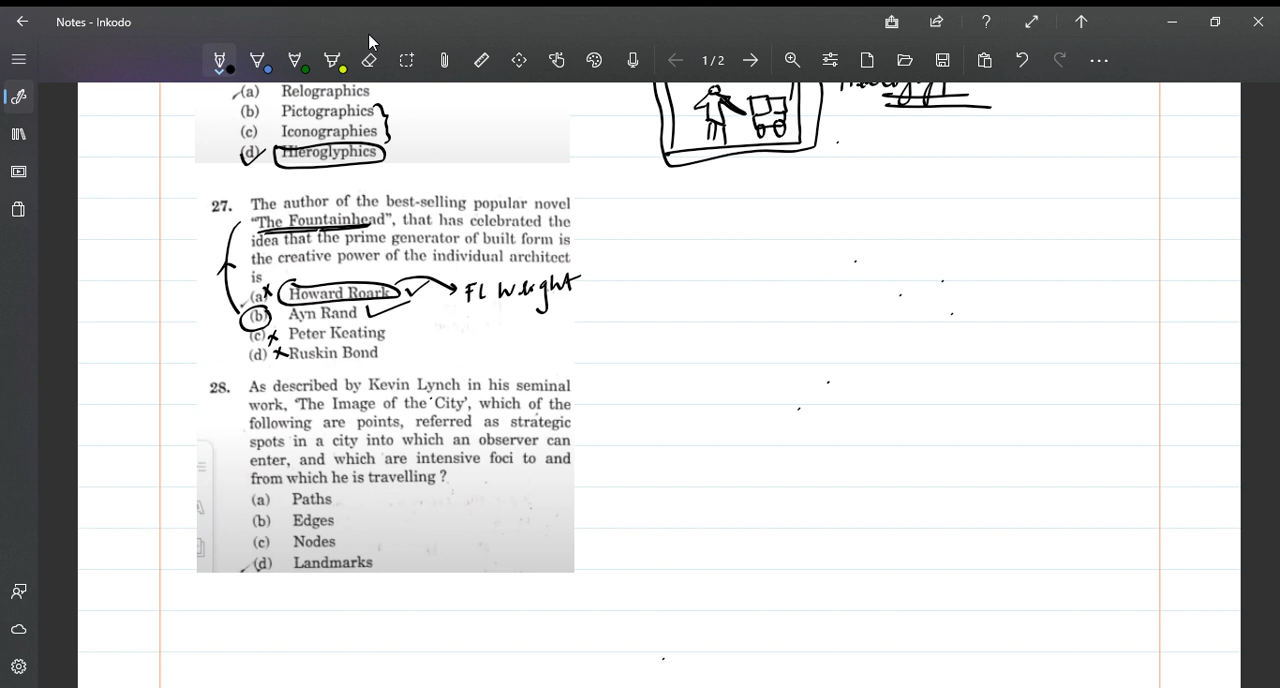 Notes - Inkodo
1 / 2
(a) Relographics
(b) Pictographics
(c) Iconographies
(d) Hieroglyphics
27. The author of the best-selling popular novel
"The Fountainhead", that has celebrated the
idea that the prime generator of built form is
the creative power of the individual architect
is
(a) Howard Roark
FL Wright
(b) Ayn Rand
(c) Peter Keating
(d) Ruskin Bond
28. As described by Kevin Lynch in his seminal
work, 'The Image of the City', which of the
following are points, referred as strategic
spots in a city into which an observer can
enter, and which are intensive foci to and
from which he is travelling ?
(a) Paths
(b) Edges
(c) Nodes
(d) Landmarks